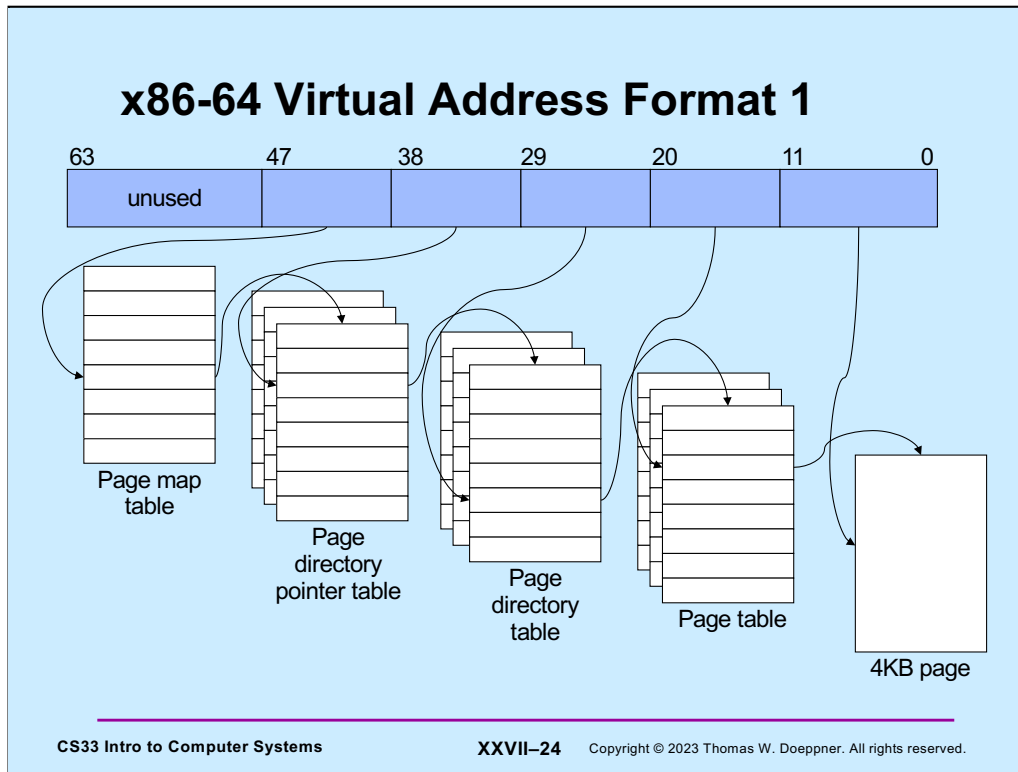 x86-64 Virtual Address Format 1
63 47 38 29 20 11 0
unused
Page map
table
Page
directory
pointer table
Page
directory
table
Page table
4KB page
CS33 Intro to Computer Systems XXVII–24 Copyright © 2023 Thomas W. Doeppner. All rights reserved.